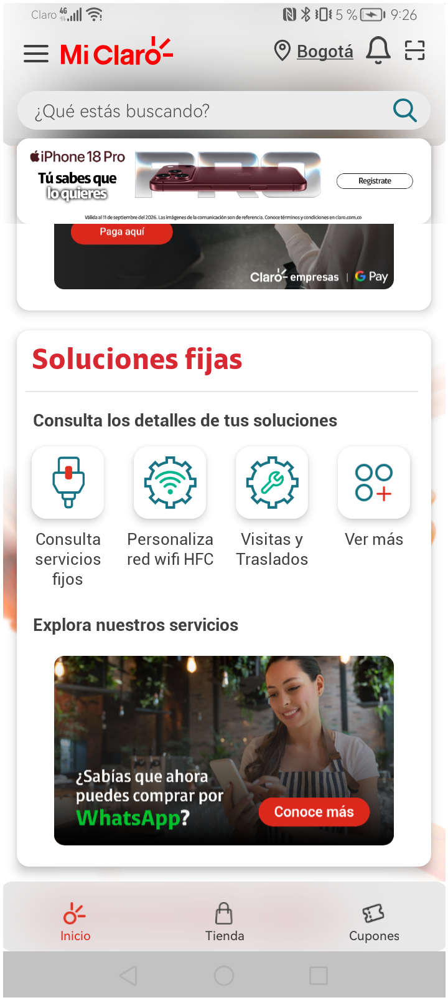 Claro 4G 5 % 9:26
Mi Claro Bogotá
¿Qué estás buscando?
iPhone 18 Pro
Tú sabes que
lo quieres
PRO
Registrate
Válida al 11 de septiembre del 2026. Las imágenes de la comunicación son de referencia. Conoce términos y condiciones en claro.com.co
Paga aquí
Claro empresas | G Pay
Soluciones fijas
Consulta los detalles de tus soluciones
Consulta
servicios
fijos
Personaliza
red wifi HFC
Visitas y
Traslados
Ver más
Explora nuestros servicios
¿Sabías que ahora
puedes comprar por
WhatsApp?
Conoce más
Inicio
Tienda
Cupones